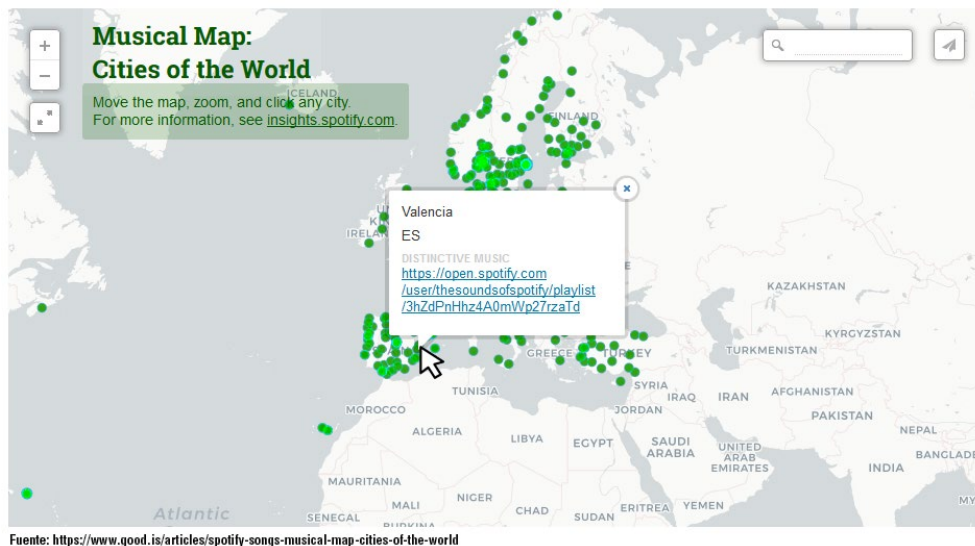 Musical Map:
Cities of the World
Move the map, zoom, and click any city.
For more information, see insights.spotify.com.
ICELAND
FINLAND
Valencia
ES
DISTINCTIVE MUSIC
https://open.spotify.com
/user/thesoundsofspotify/playlist
/3hZdPnHhz4A0mWp27rzaTd
KAZAKHSTAN
KYRGYZSTAN
GREECE
TURKEY
TURKMENISTAN
TUNISIA
SYRIA
IRAQ
IRAN
AFGHANISTAN
MOROCCO
JORDAN
PAKISTAN
ALGERIA
LIBYA
EGYPT
SAUDI
ARABIA
UNITED
ARAB
EMIRATES
NEPAL
INDIA
BANGLADE
MAURITANIA
MALI
NIGER
CHAD
SUDAN
ERITREA
YEMEN
MY
Atlantic
SENEGAL
Fuente: https://www.good.is/articles/spotify-songs-musical-map-cities-of-the-world